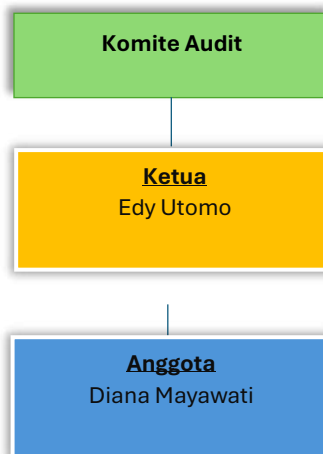 Komite Audit
Ketua
Edy Utomo
Anggota
Diana Mayawati